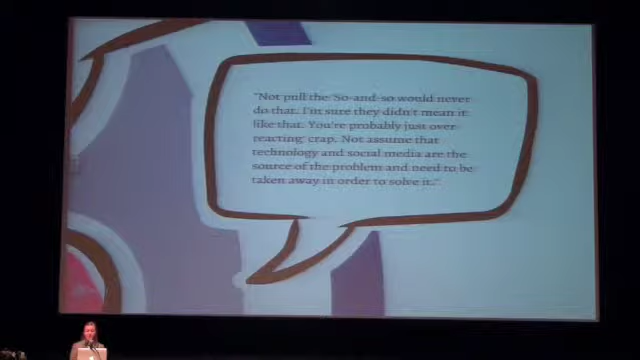 "Not pull the 'So-and-so would never
do that. I'm sure they didn't mean it
like that. You're probably just over-
reacting' crap. Not assume that
technology and social media are the
source of the problem and need to be
taken away in order to solve it."